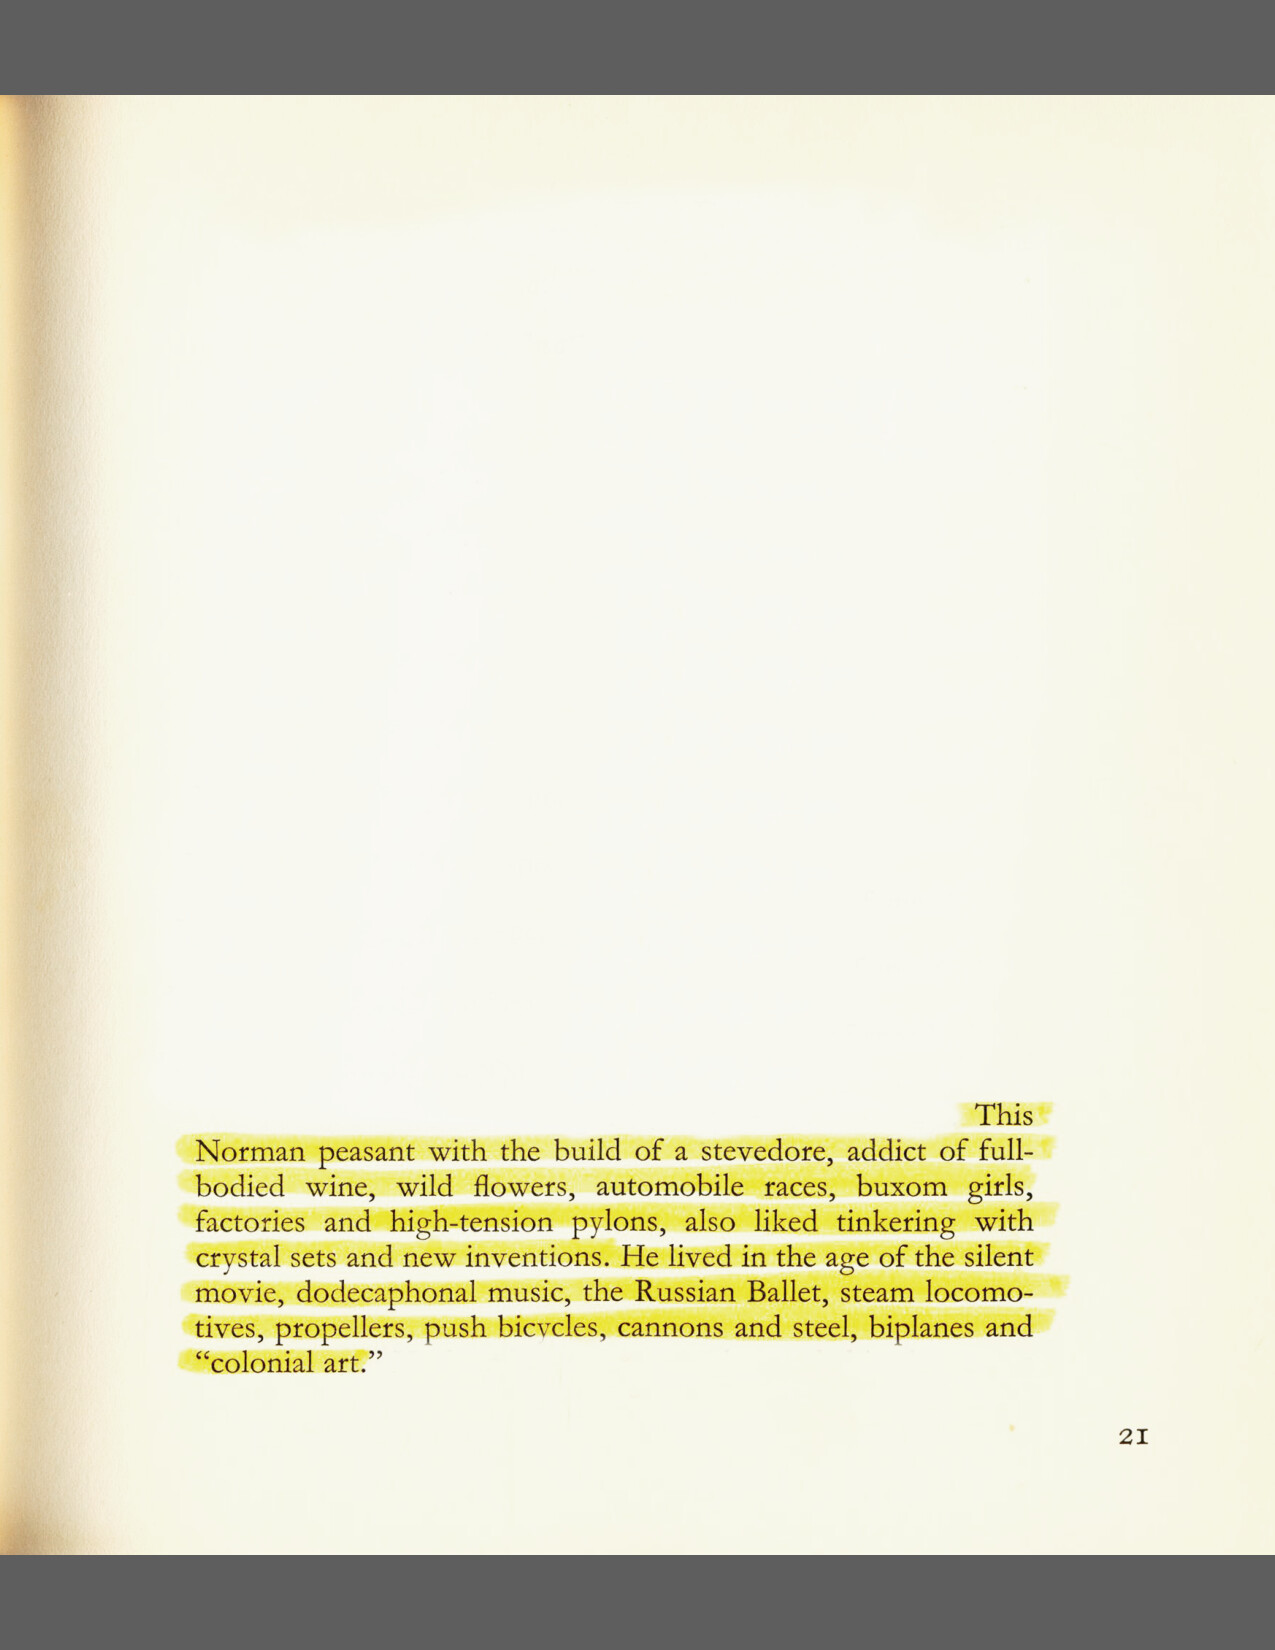 This
Norman peasant with the build of a stevedore, addict of full-
bodied wine, wild flowers, automobile races, buxom girls,
factories and high-tension pylons, also liked tinkering with
crystal sets and new inventions. He lived in the age of the silent
movie, dodecaphonal music, the Russian Ballet, steam locomo-
tives, propellers, push bicycles, cannons and steel, biplanes and
“colonial art.”
21